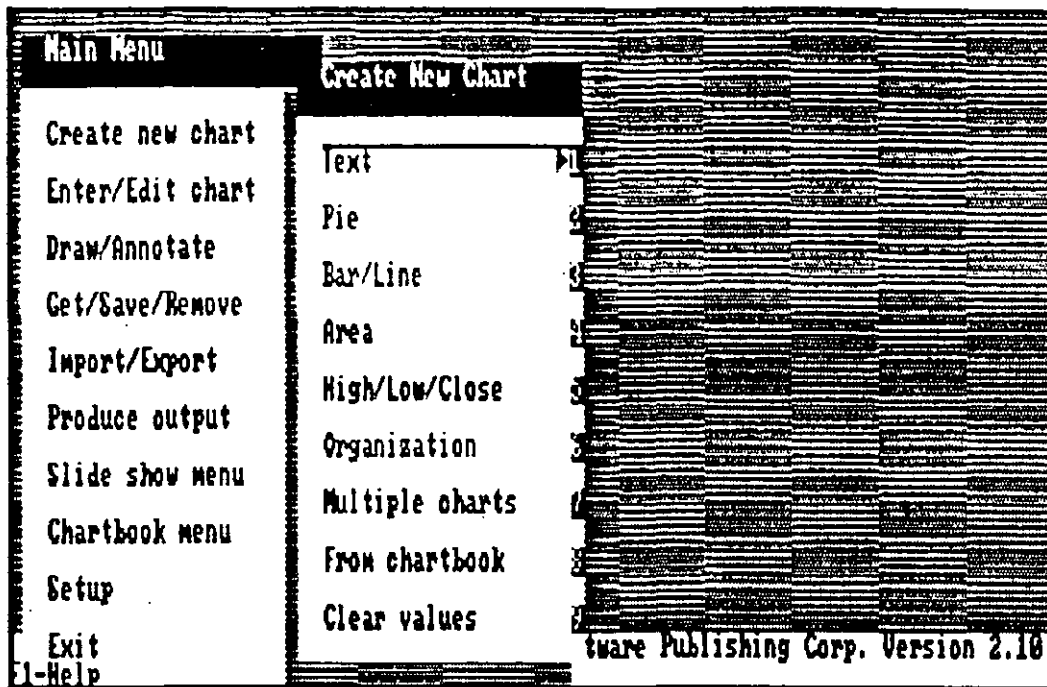 Main Menu
Create new chart
Enter/Edit chart
Draw/Annotate
Get/Save/Remove
Import/Export
Produce output
Slide show menu
Chartbook menu
Setup
Exit
F1-Help
Create New Chart
Text
Pie
Bar/Line
Area
High/Low/Close
Organization
Multiple charts
From chartbook
Clear values
tware Publishing Corp. Version 2.10